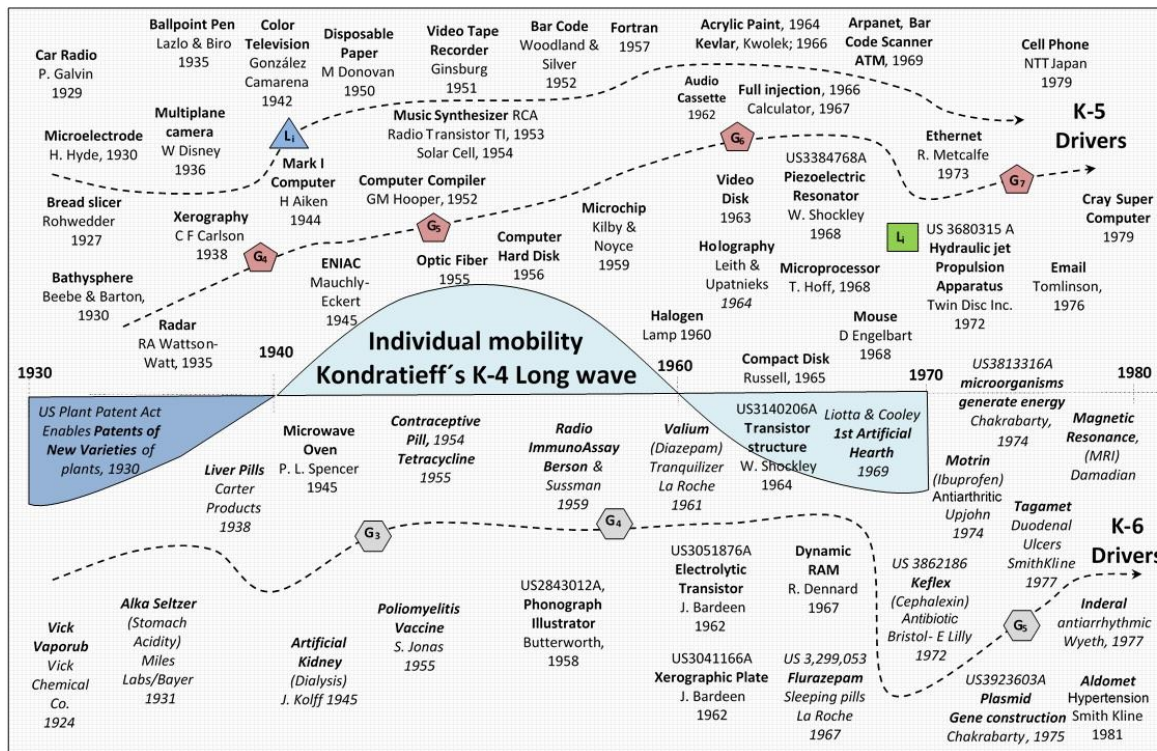 Car Radio
P. Galvin
1929
Ballpoint Pen
Lazlo & Biro
1935
Color
Television
González
Camarena
1942
Disposable
Paper
M Donovan
1950
Video Tape
Recorder
Ginsburg
1951
Bar Code
Woodland &
Silver
1952
Fortran
1957
Acrylic Paint, 1964
Kevlar, Kwolek; 1966
Arpanet, Bar
Code Scanner
ATM, 1969
Cell Phone
NTT Japan
1979
Microelectrode
H. Hyde, 1930
Multiplane
camera
W Disney
1936
Li
Music Synthesizer RCA
Radio Transistor TI, 1953
Solar Cell, 1954
Audio
Cassette
1962
Full injection, 1966
Calculator, 1967
G6
K-5
Drivers
Ethernet
R. Metcalfe
1973
G7
Bread slicer
Rohwedder
1927
Xerography
C F Carlson
1938
G4
Mark I
Computer
H Aiken
1944
Computer Compiler
GM Hooper, 1952
G5
Microchip
Kilby &
Noyce
1959
Video
Disk
1963
US3384768A
Piezoelectric
Resonator
W. Shockley
1968
Li
US 3680315 A
Hydraulic jet
Propulsion
Apparatus
Twin Disc Inc.
1972
Cray Super
Computer
1979
Bathysphere
Beebe & Barton,
1930
Radar
RA Wattson-
Watt, 1935
ENIAC
Mauchly-
Eckert
1945
Optic Fiber
1955
Computer
Hard Disk
1956
Holography
Leith &
Upatnieks
1964
Microprocessor
T. Hoff, 1968
Email
Tomlinson,
1976
Halogen
Lamp 1960
Mouse
D Engelbart
1968
Compact Disk
Russell, 1965
1930
1940
1960
1970
1980
Individual mobility
Kondratieff´s K-4 Long wave
US Plant Patent Act
Enables Patents of
New Varieties of
plants, 1930
Liver Pills
Carter
Products
1938
Microwave
Oven
P. L. Spencer
1945
Contraceptive
Pill, 1954
Tetracycline
1955
Radio
ImmunoAssay
Berson &
Sussman
1959
Valium
(Diazepam)
Tranquilizer
La Roche
1961
US3140206A
Transistor
structure
W. Shockley
1964
Liotta & Cooley
1st Artificial
Hearth
1969
US3813316A
microorganisms
generate energy
Chakrabarty,
1974
Magnetic
Resonance,
(MRI)
Damadian
Motrin
(Ibuprofen)
Antiarthritic
Upjohn
1974
G3
G4
Tagamet
Duodenal
Ulcers
SmithKline
1977
K-6
Drivers
Vick
Vaporub
Vick
Chemical
Co.
1924
Alka Seltzer
(Stomach
Acidity)
Miles
Labs/Bayer
1931
Artificial
Kidney
(Dialysis)
J. Kolff 1945
Poliomyelitis
Vaccine
S. Jonas
1955
US2843012A,
Phonograph
Illustrator
Butterworth,
1958
US3051876A
Electrolytic
Transistor
J. Bardeen
1962
Dynamic
RAM
R. Dennard
1967
US 3862186
Keflex
(Cephalexin)
Antibiotic
Bristol- E Lilly
1972
G5
Inderal
antiarrhythmic
Wyeth, 1977
US3041166A
Xerographic Plate
J. Bardeen
1962
US 3,299,053
Flurazepam
Sleeping pills
La Roche
1967
US3923603A
Plasmid
Gene construction
Chakrabarty, 1975
Aldomet
Hypertension
Smith Kline
1981